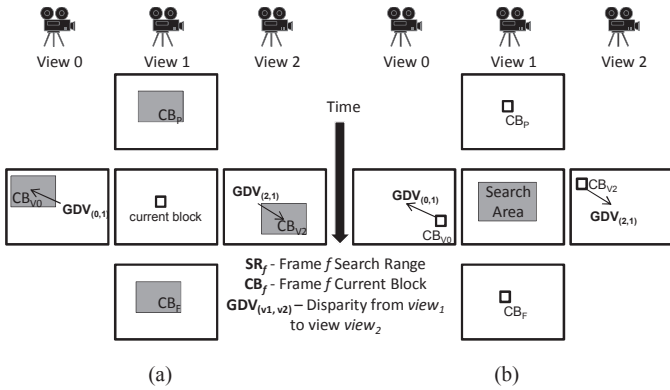 View 0 View 1 View 2 View 0 View 1 View 2
CB_P
Time
CB_P
CB_V0
GDV_(0,1)
current block
GDV_(2,1)
CB_V2
GDV_(0,1)
CB_V0
Search
Area
CB_V2
GDV_(2,1)
SR_f - Frame f Search Range
CB_f - Frame f Current Block
GDV_(v1, v2) – Disparity from view_1
to view view_2
CB_F
CB_F
(a) (b)